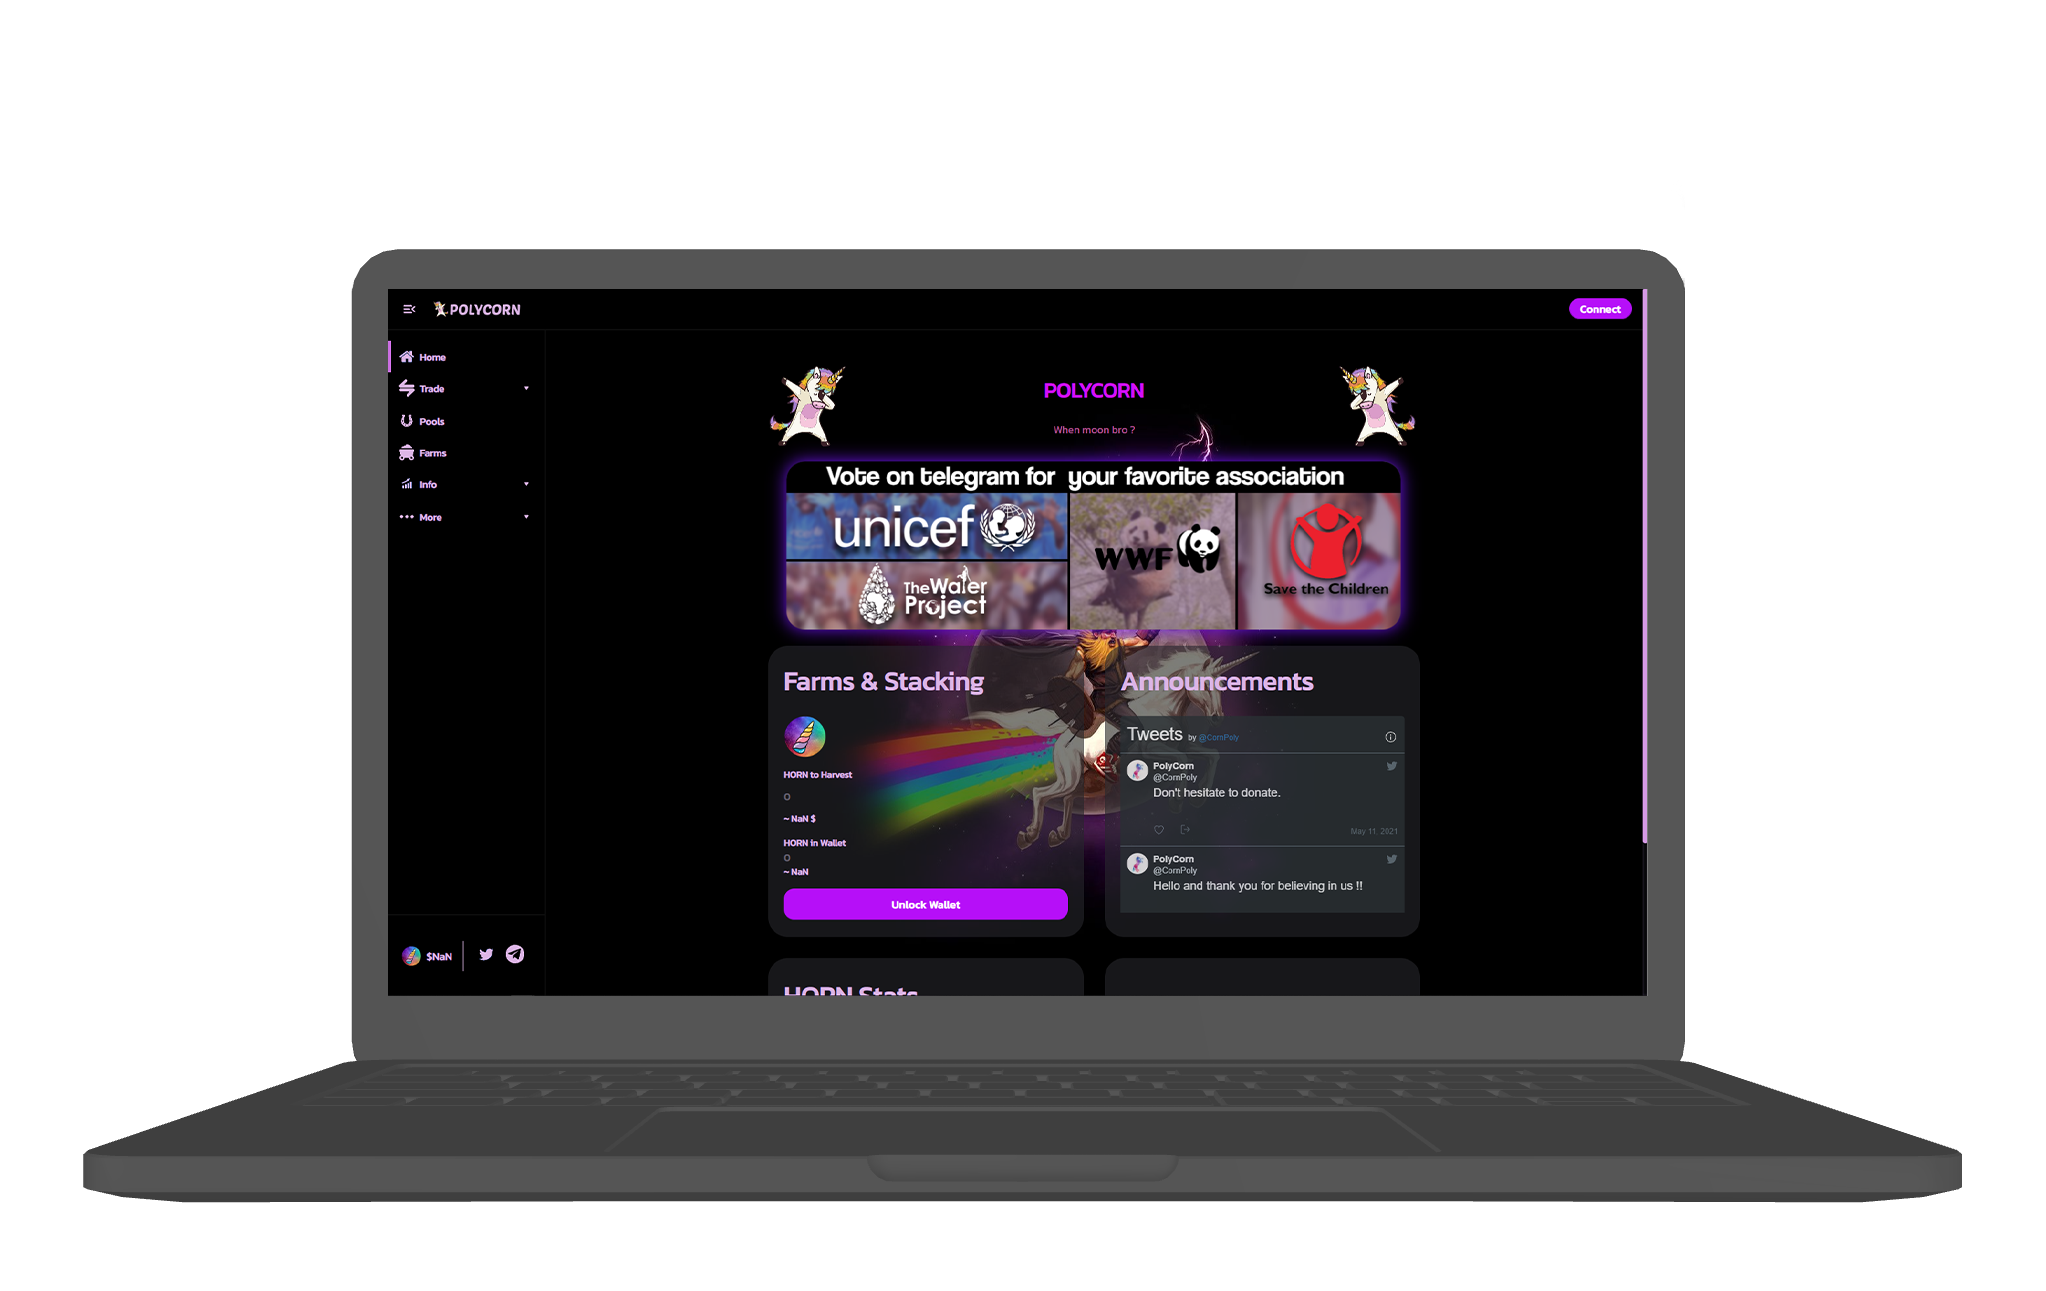 POLYCORN
Connect
Home
Trade
Pools
Farms
Info
More
$NaN
POLYCORN
When moon bro ?
Vote on telegram for your favorite association
unicef
The Water
Project
WWF
Save the Children
Farms & Stacking
HORN to Harvest
0
~ NaN $
HORN in Wallet
0
~ NaN
Unlock Wallet
Announcements
Tweets by @CornPoly
PolyCorn
@CornPoly
Don't hesitate to donate.
May 11, 2021
PolyCorn
@CornPoly
Hello and thank you for believing in us !!
HORN Stats